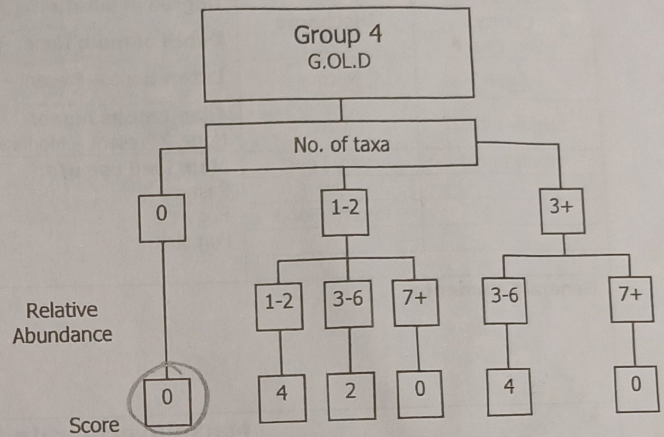 Group 4
G.OL.D
No. of taxa
0 1-2 3+
Relative
Abundance
1-2 3-6 7+ 3-6 7+
Score
0 4 2 0 4 0